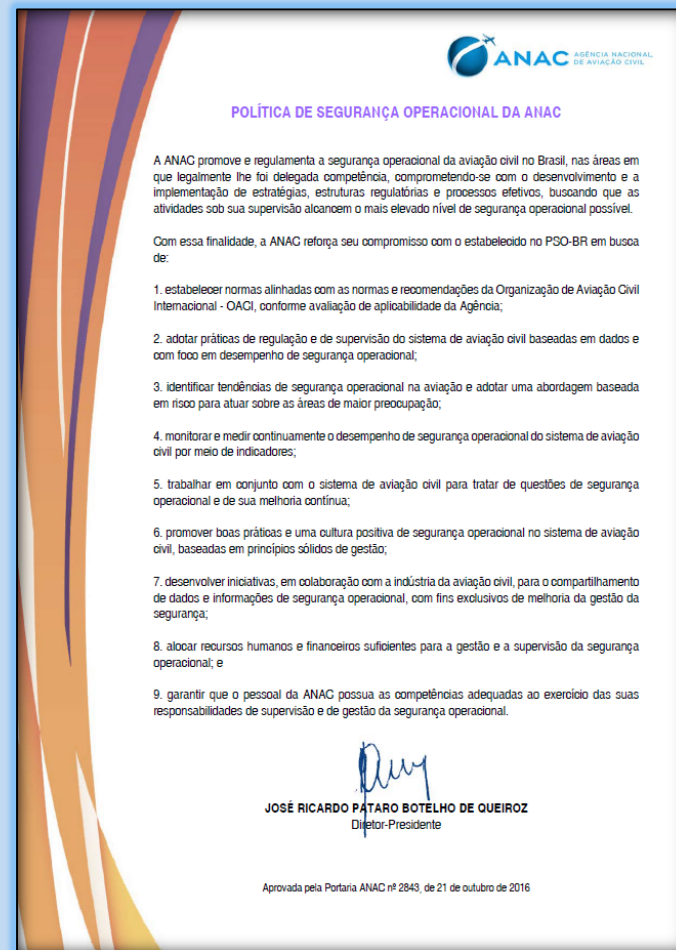 ANAC AGÊNCIA NACIONAL
DE AVIAÇÃO CIVIL
POLÍTICA DE SEGURANÇA OPERACIONAL DA ANAC
A ANAC promove e regulamenta a segurança operacional da aviação civil no Brasil, nas áreas em
que legalmente lhe foi delegada competência, comprometendo-se com o desenvolvimento e a
implementação de estratégias, estruturas regulatórias e processos efetivos, buscando que as
atividades sob sua supervisão alcancem o mais elevado nível de segurança operacional possível.
Com essa finalidade, a ANAC reforça seu compromisso com o estabelecido no PSO-BR em busca
de:
1. estabelecer normas alinhadas com as normas e recomendações da Organização de Aviação Civil
Internacional - OACI, conforme avaliação de aplicabilidade da Agência;
2. adotar práticas de regulação e de supervisão do sistema de aviação civil baseadas em dados e
com foco em desempenho de segurança operacional;
3. identificar tendências de segurança operacional na aviação e adotar uma abordagem baseada
em risco para atuar sobre as áreas de maior preocupação;
4. monitorar e medir continuamente o desempenho de segurança operacional do sistema de aviação
civil por meio de indicadores;
5. trabalhar em conjunto com o sistema de aviação civil para tratar de questões de segurança
operacional e de sua melhoria contínua;
6. promover boas práticas e uma cultura positiva de segurança operacional no sistema de aviação
civil, baseadas em princípios sólidos de gestão;
7. desenvolver iniciativas, em colaboração com a indústria da aviação civil, para o compartilhamento
de dados e informações de segurança operacional, com fins exclusivos de melhoria da gestão da
segurança;
8. alocar recursos humanos e financeiros suficientes para a gestão e a supervisão da segurança
operacional; e
9. garantir que o pessoal da ANAC possua as competências adequadas ao exercício das suas
responsabilidades de supervisão e de gestão da segurança operacional.
JOSÉ RICARDO PATARO BOTELHO DE QUEIROZ
Diretor-Presidente
Aprovada pela Portaria ANAC nº 2843, de 21 de outubro de 2016